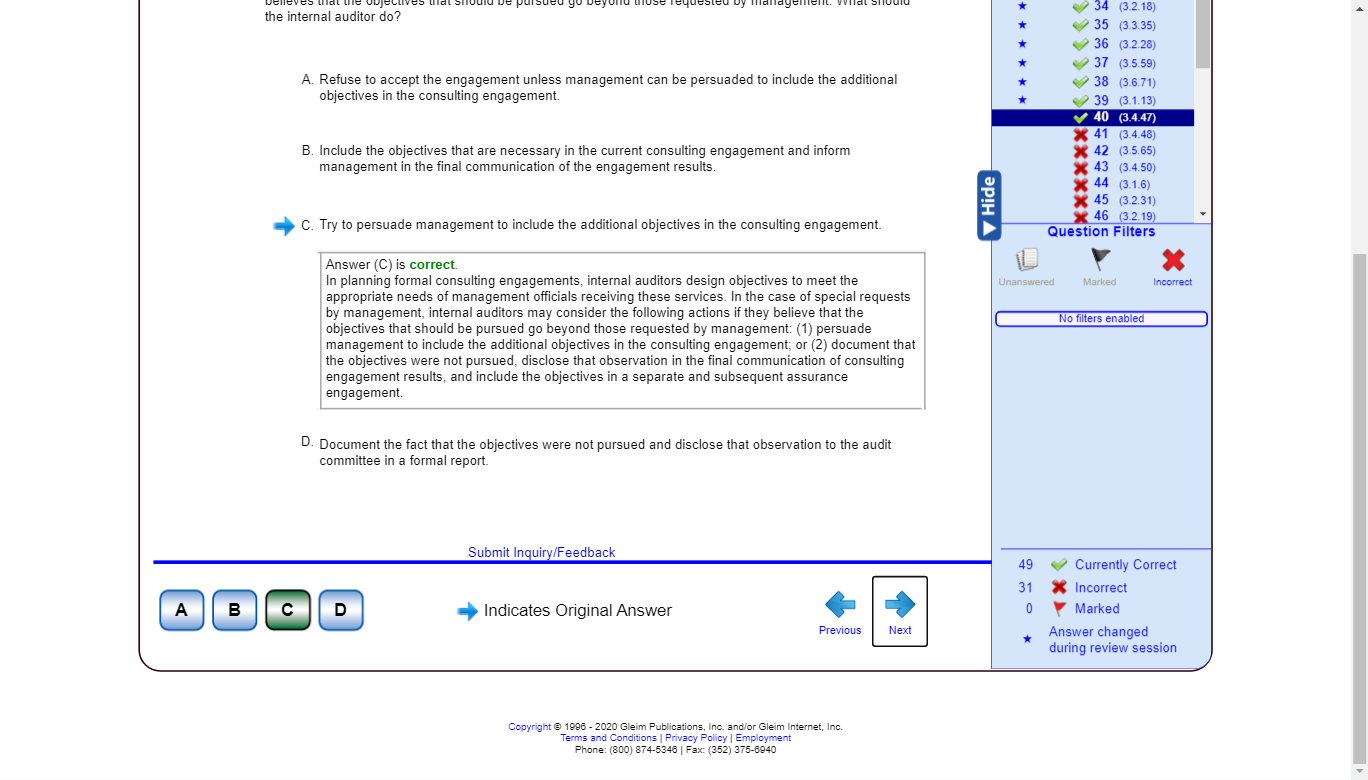 believes that the objectives that should be pursued go beyond those requested by management. What should
the internal auditor do?
A. Refuse to accept the engagement unless management can be persuaded to include the additional
objectives in the consulting engagement.
B. Include the objectives that are necessary in the current consulting engagement and inform
management in the final communication of the engagement results.
C. Try to persuade management to include the additional objectives in the consulting engagement.
Answer (C) is correct.
In planning formal consulting engagements, internal auditors design objectives to meet the
appropriate needs of management officials receiving these services. In the case of special requests
by management, internal auditors may consider the following actions if they believe that the
objectives that should be pursued go beyond those requested by management: (1) persuade
management to include the additional objectives in the consulting engagement; or (2) document that
the objectives were not pursued, disclose that observation in the final communication of consulting
engagement results, and include the objectives in a separate and subsequent assurance
engagement.
D. Document the fact that the objectives were not pursued and disclose that observation to the audit
committee in a formal report.
Submit Inquiry/Feedback
A B C D
Indicates Original Answer
Previous
Next
34 (3.2.18)
35 (3.3.35)
36 (3.2.28)
37 (3.5.59)
38 (3.6.71)
39 (3.1.13)
40 (3.4.47)
41 (3.4.48)
42 (3.5.65)
43 (3.4.50)
44 (3.1.6)
45 (3.2.31)
46 (3.2.19)
Hide
Question Filters
Unanswered Marked Incorrect
No filters enabled
49 Currently Correct
31 Incorrect
0 Marked
Answer changed
during review session
Copyright © 1996 - 2020 Gleim Publications, Inc. and/or Gleim Internet, Inc.
Terms and Conditions | Privacy Policy | Employment
Phone: (800) 874-5346 | Fax: (352) 375-6940